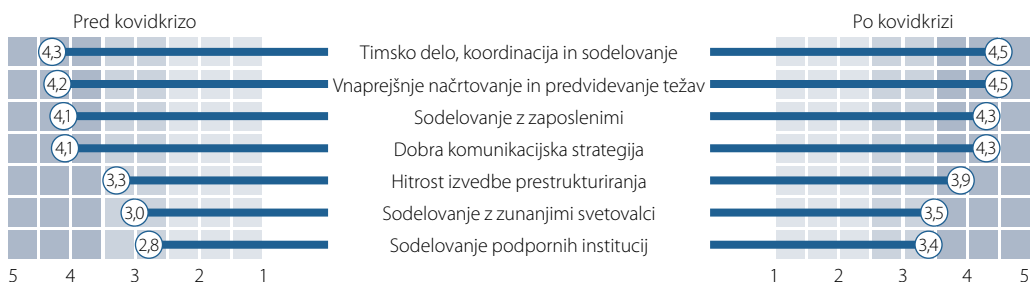 Pred kovidkrizo Po kovidkrizi
4,3 Timsko delo, koordinacija in sodelovanje 4,5
4,2 Vnaprejšnje načrtovanje in predvidevanje težav 4,5
4,1 Sodelovanje z zaposlenimi 4,3
4,1 Dobra komunikacijska strategija 4,3
3,3 Hitrost izvedbe prestrukturiranja 3,9
3,0 Sodelovanje z zunanjimi svetovalci 3,5
2,8 Sodelovanje podpornih institucij 3,4
5 4 3 2 1 1 2 3 4 5